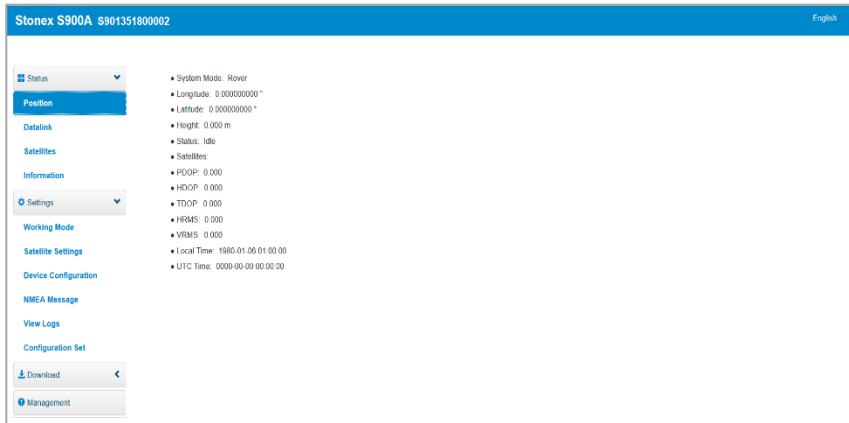 Stonex S900A S901351800002
English
Status
Position
Datalink
Satellites
Information
Settings
Working Mode
Satellite Settings
Device Configuration
NMEA Message
View Logs
Configuration Set
Download
Management
• System Mode: Rover
• Longitude: 0.000000000 °
• Latitude: 0.000000000 °
• Height: 0.000 m
• Status: Idle
• Satellites:
• PDOP: 0.000
• HDOP: 0.000
• TDOP: 0.000
• HRMS: 0.000
• VRMS: 0.000
• Local Time: 1980-01-06 01:00:00
• UTC Time: 0000-00-00 00:00:00